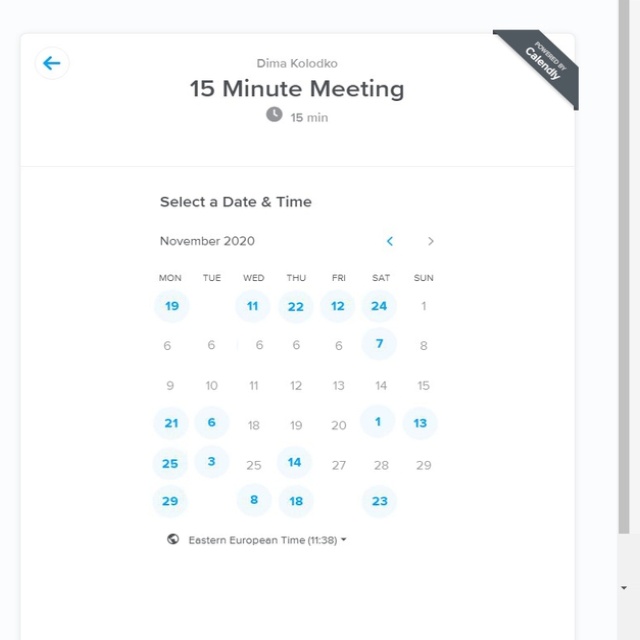 POWERED BY
Calendly
Dima Kolodko
15 Minute Meeting
15 min
Select a Date & Time
November 2020
MON TUE WED THU FRI SAT SUN
19 11 22 12 24 1
6 6 6 6 6 7 8
9 10 11 12 13 14 15
21 6 18 19 20 1 13
25 3 25 14 27 28 29
29 8 18 23
Eastern European Time (11:38)